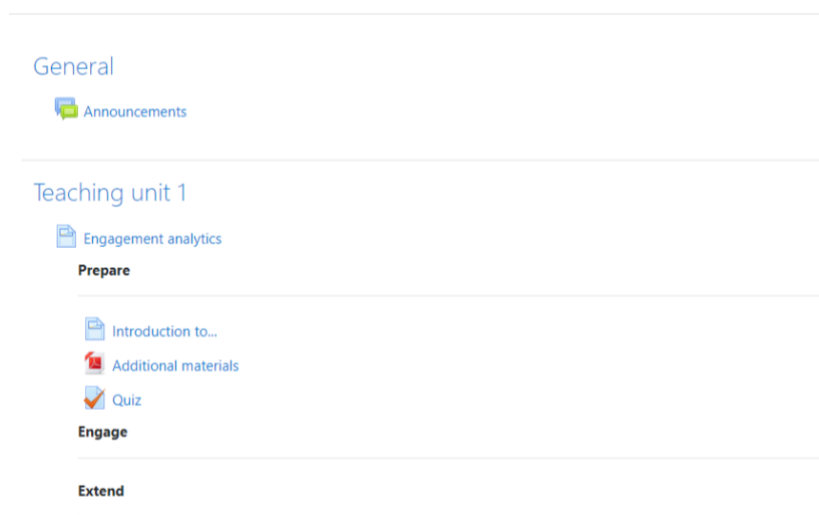 General
Announcements
Teaching unit 1
Engagement analytics
Prepare
Introduction to...
Additional materials
Quiz
Engage
Extend